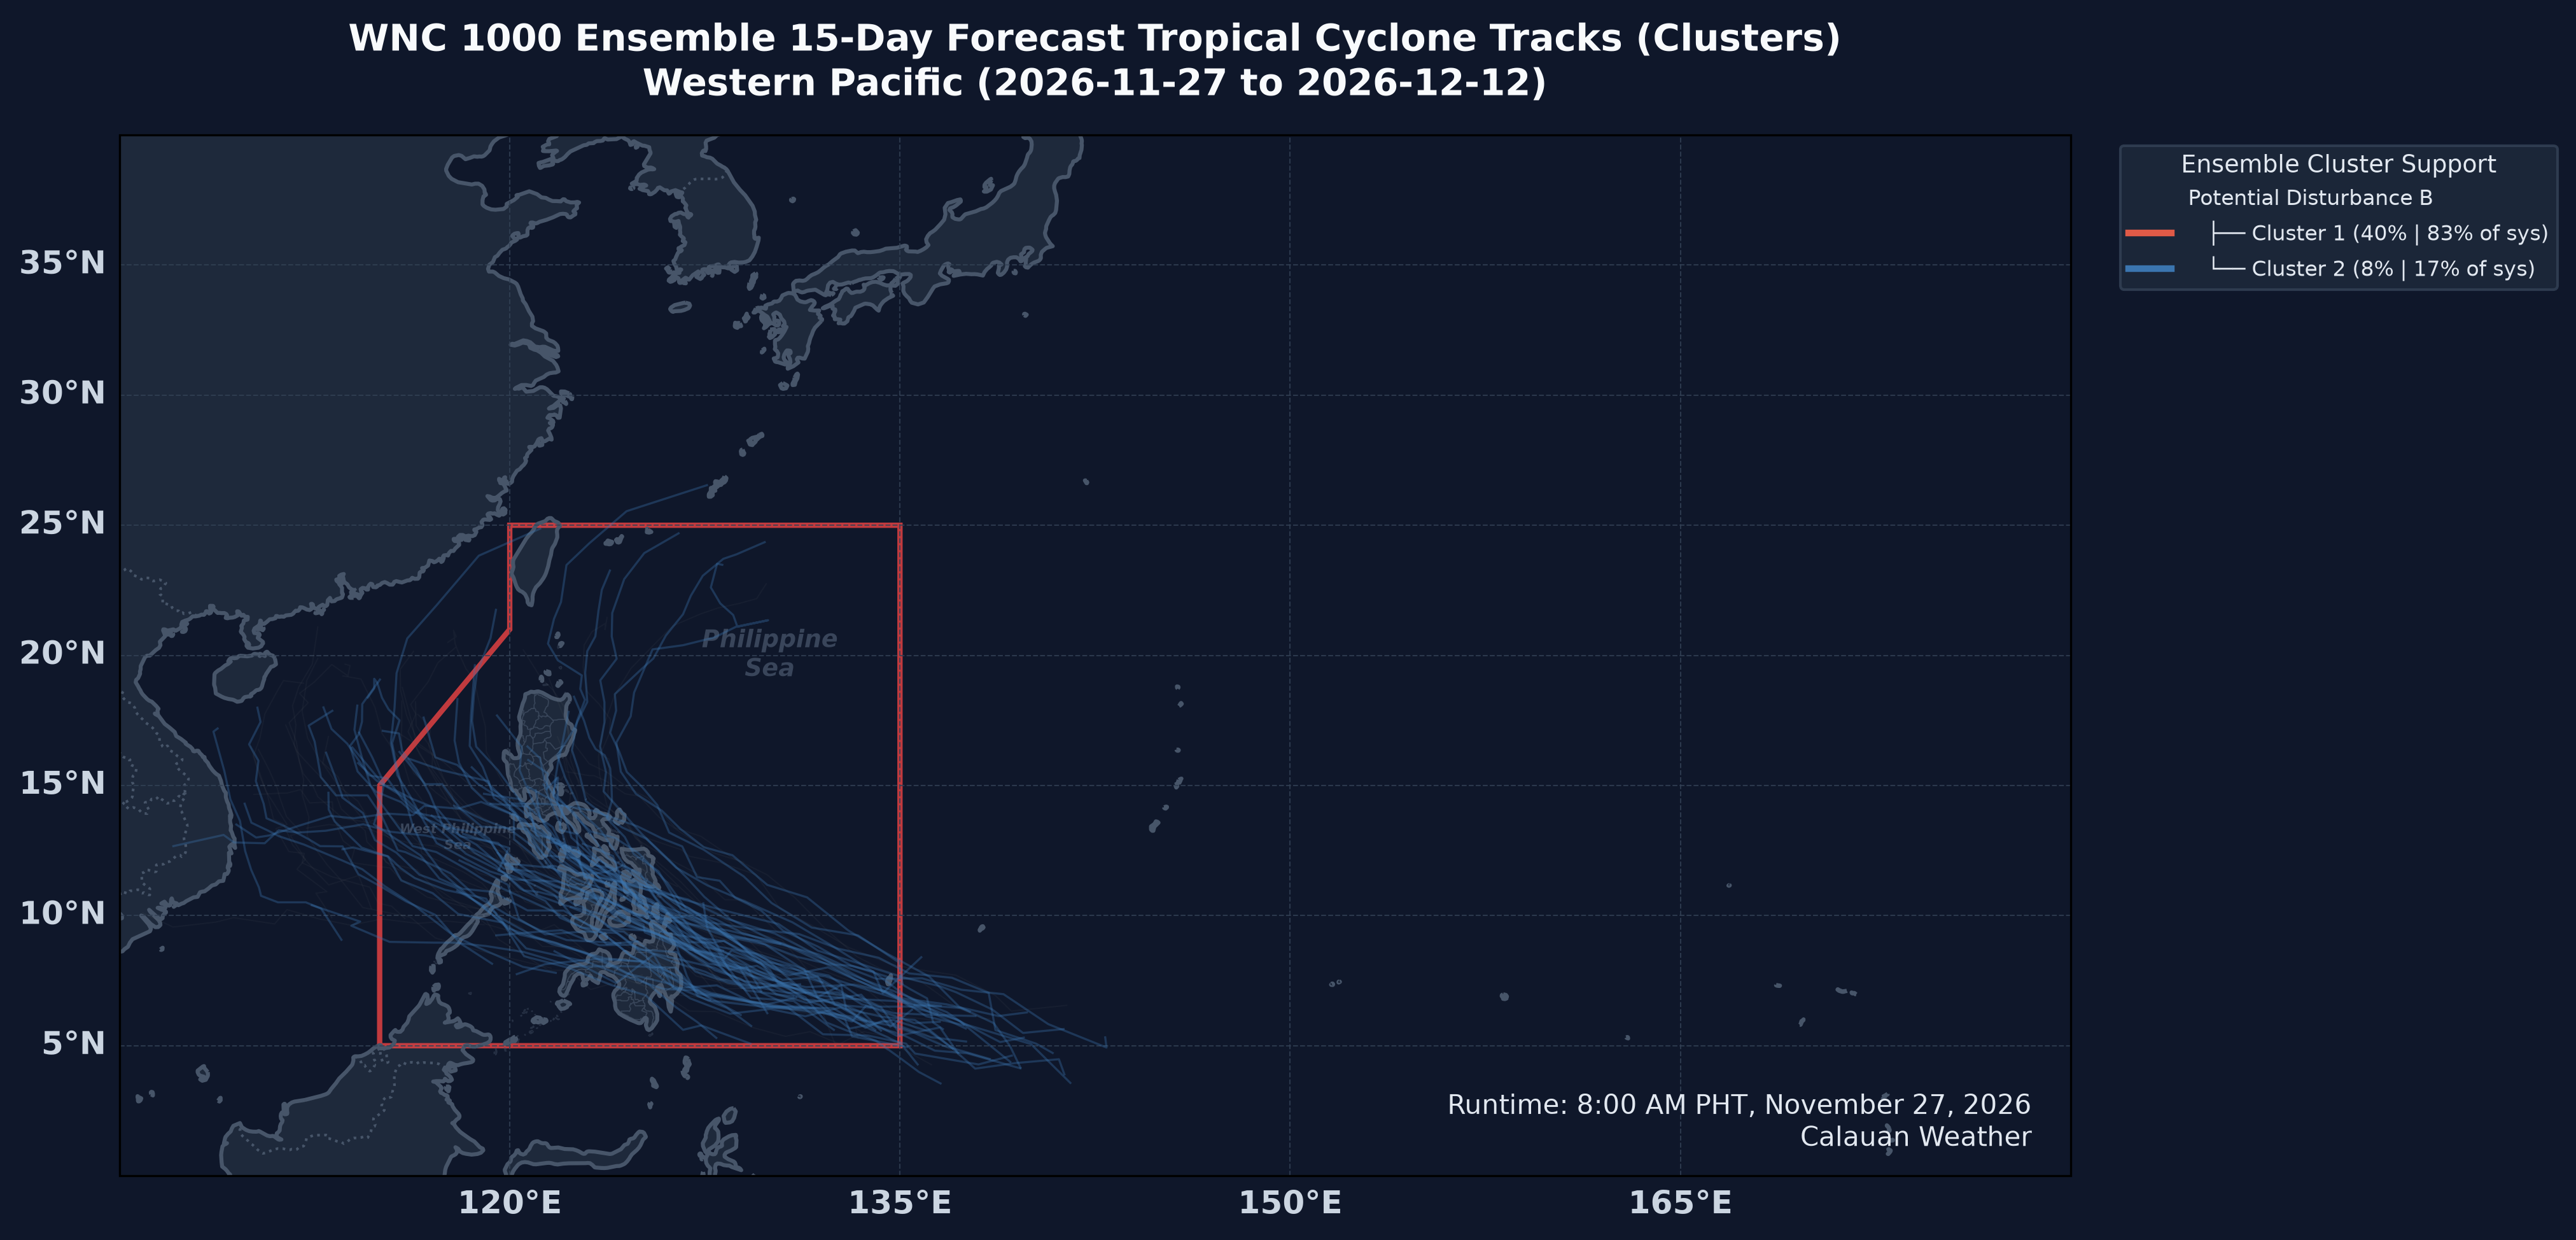 WNC 1000 Ensemble 15-Day Forecast Tropical Cyclone Tracks (Clusters)
Western Pacific (2026-11-27 to 2026-12-12)
Ensemble Cluster Support
Potential Disturbance B
Cluster 1 (40% | 83% of sys)
Cluster 2 (8% | 17% of sys)
35°N
30°N
25°N
20°N
15°N
10°N
5°N
Philippine
Sea
West Philippine
Sea
Runtime: 8:00 AM PHT, November 27, 2026
Calauan Weather
120°E
135°E
150°E
165°E